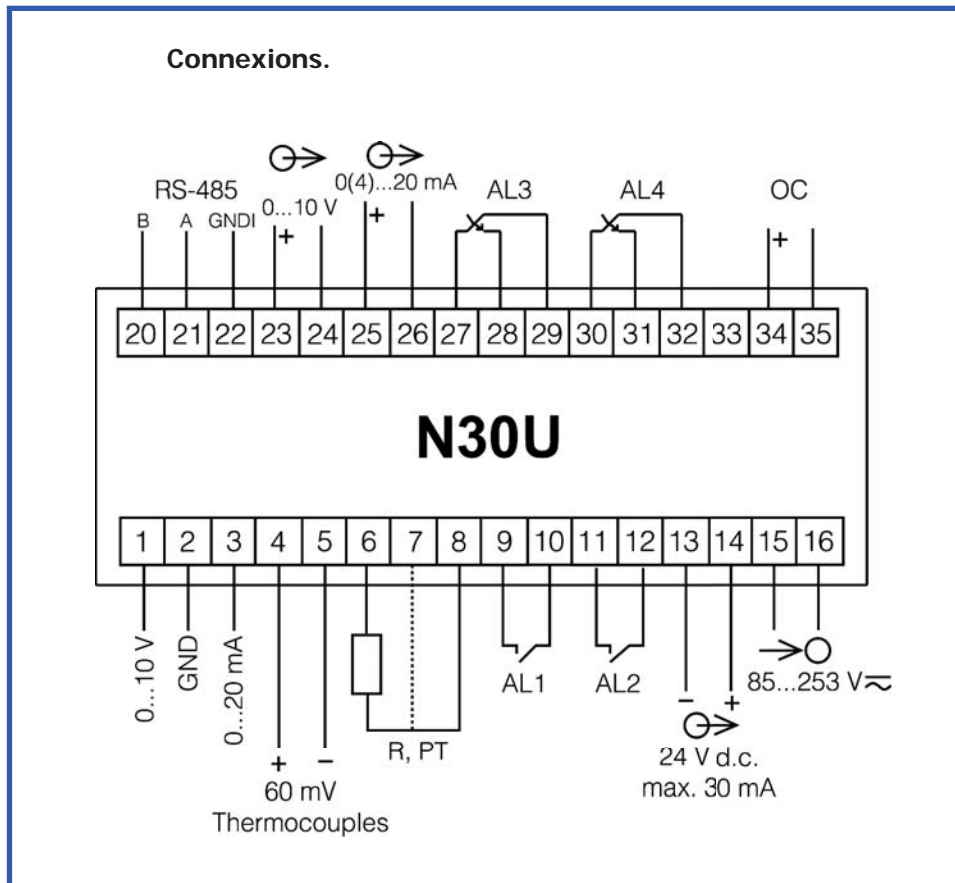 Connexions.
RS-485
0(4)...20 mA
AL3
AL4
OC
B A GNDI
0...10 V
+
+
+
20 21 22 23 24 25 26 27 28 29 30 31 32 33 34 35
N30U
1 2 3 4 5 6 7 8 9 10 11 12 13 14 15 16
0...10 V
GND
0...20 mA
+ −
60 mV
Thermocouples
R, PT
AL1
AL2
− +
24 V d.c.
max. 30 mA
85...253 V